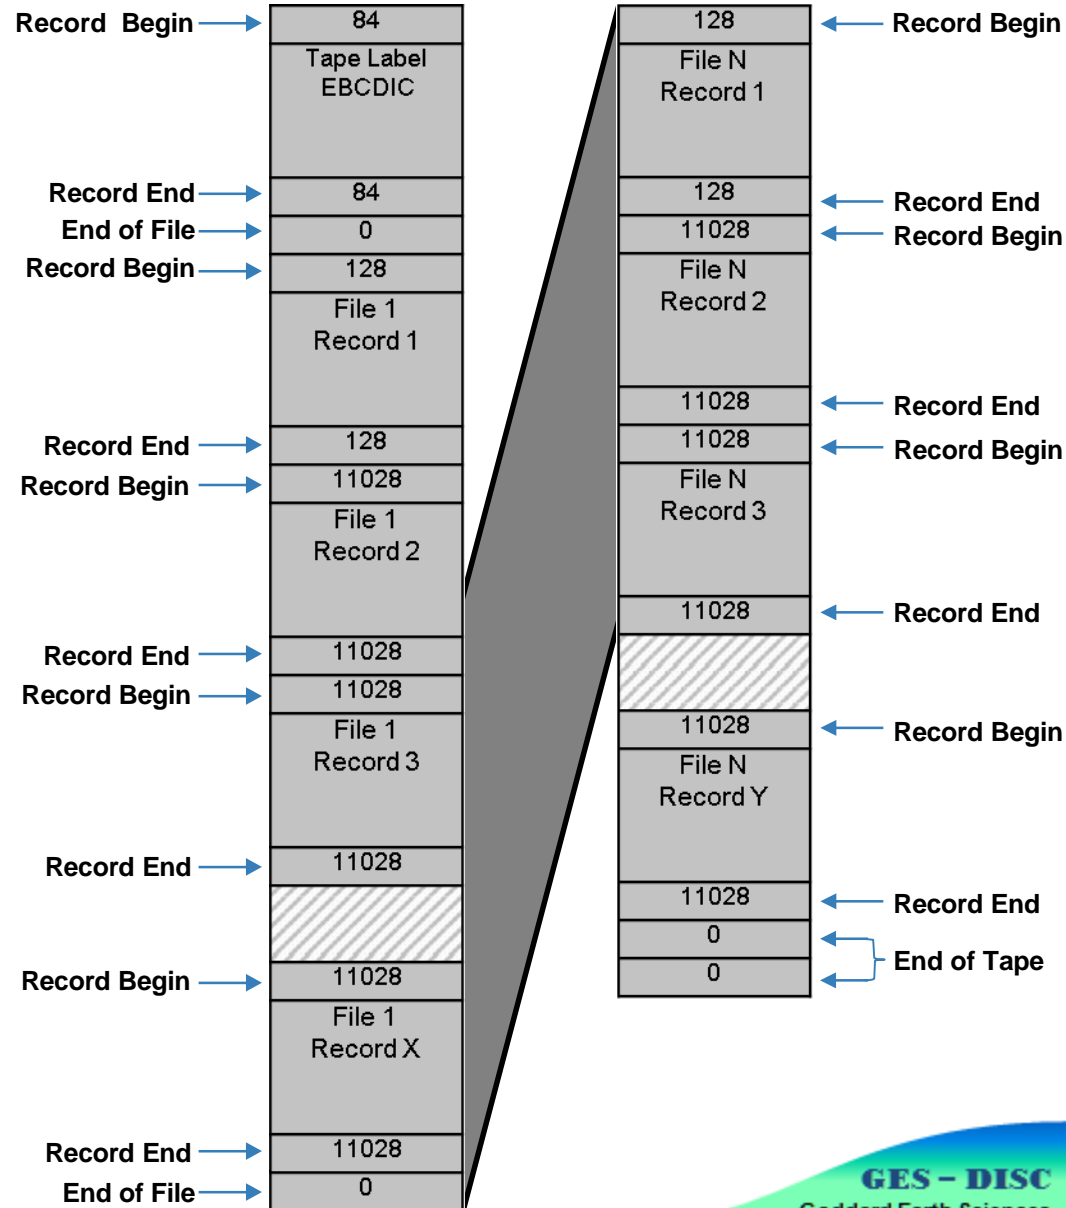 Record Begin
84
Tape Label
EBCDIC
Record End
84
End of File
0
Record Begin
128
File 1
Record 1
Record End
128
Record Begin
11028
File 1
Record 2
Record End
11028
Record Begin
11028
File 1
Record 3
Record End
11028
Record Begin
11028
File 1
Record X
Record End
11028
End of File
0
128
Record Begin
File N
Record 1
128
Record End
11028
Record Begin
File N
Record 2
11028
Record End
11028
Record Begin
File N
Record 3
11028
Record End
11028
Record Begin
File N
Record Y
11028
Record End
0
End of Tape
0
GES – DISC
Goddard Earth Sciences